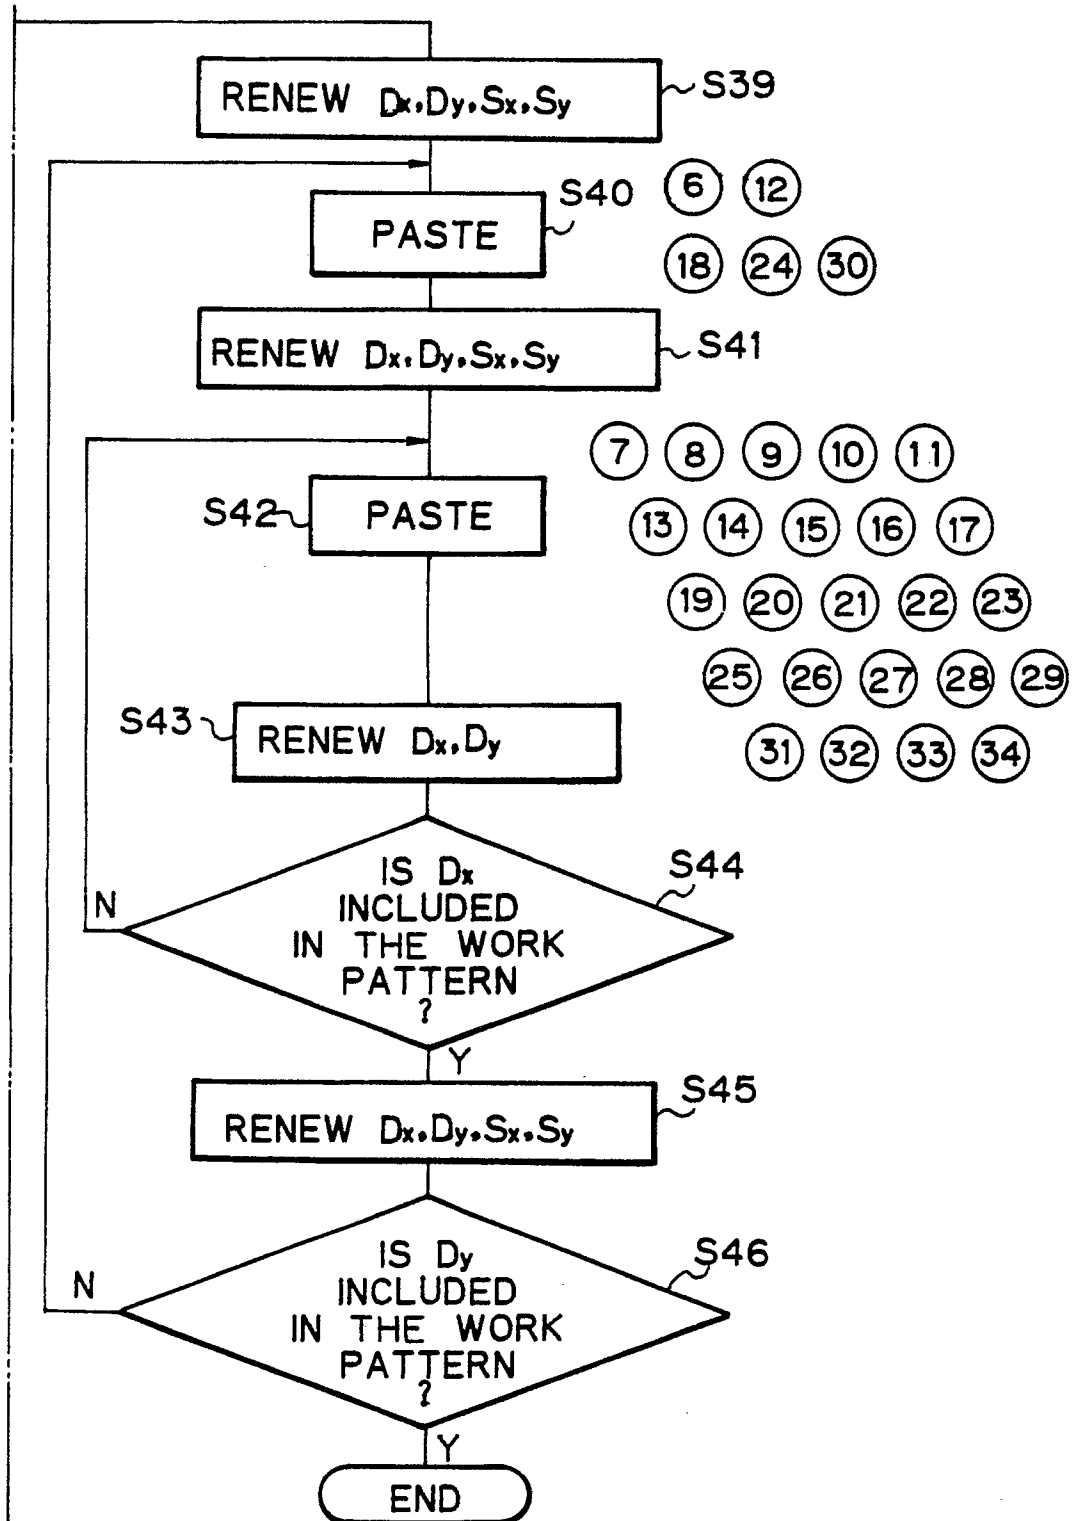 RENEW Dx,Dy,Sx,Sy
S39
S40
6 12
PASTE
18 24 30
RENEW Dx,Dy,Sx,Sy
S41
7 8 9 10 11
S42
PASTE
13 14 15 16 17
19 20 21 22 23
25 26 27 28 29
S43
RENEW Dx,Dy
31 32 33 34
S44
IS Dx
INCLUDED
IN THE WORK
PATTERN
?
N
Y
S45
RENEW Dx,Dy,Sx,Sy
S46
IS Dy
INCLUDED
IN THE WORK
PATTERN
?
N
Y
END